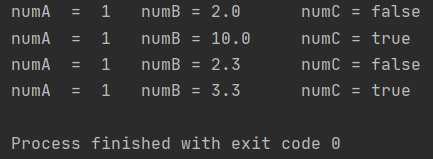 numA  =  1   numB = 2.0      numC = false
numA  =  1   numB = 10.0     numC = true
numA  =  1   numB = 2.3      numC = false
numA  =  1   numB = 3.3      numC = true
Process finished with exit code 0